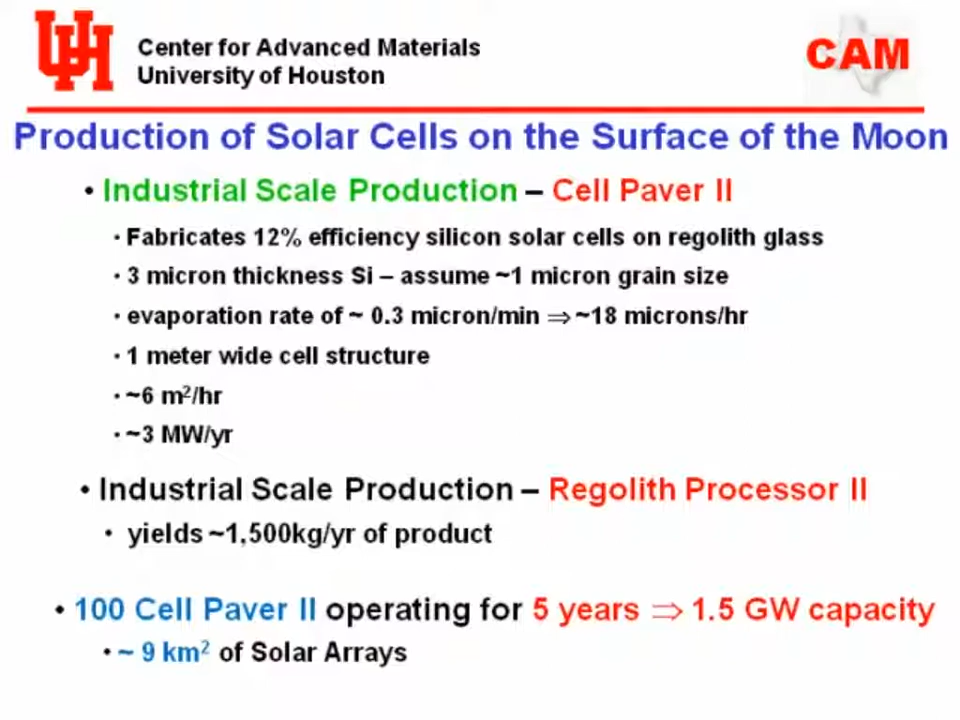 UH
Center for Advanced Materials
University of Houston
CAM
Production of Solar Cells on the Surface of the Moon
• Industrial Scale Production – Cell Paver II
• Fabricates 12% efficiency silicon solar cells on regolith glass
• 3 micron thickness Si – assume ~1 micron grain size
• evaporation rate of ~ 0.3 micron/min ⇒ ~18 microns/hr
• 1 meter wide cell structure
• ~6 m²/hr
• ~3 MW/yr
• Industrial Scale Production – Regolith Processor II
• yields ~1,500kg/yr of product
• 100 Cell Paver II operating for 5 years ⇒ 1.5 GW capacity
• ~ 9 km² of Solar Arrays